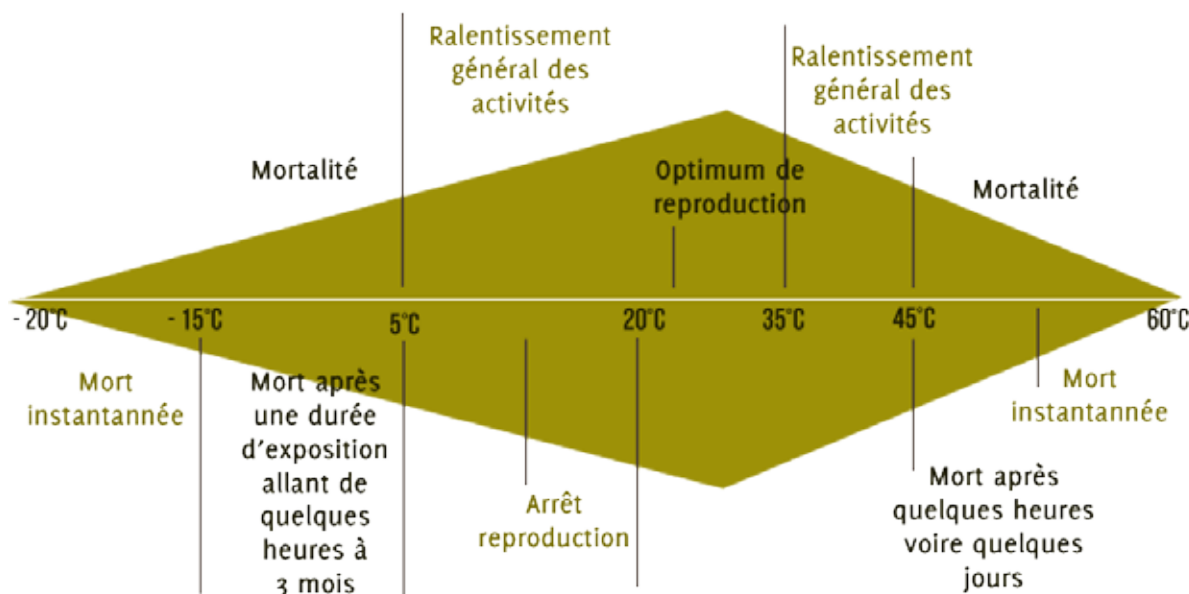 Ralentissement
général des
activités
Ralentissement
général des
activités
Mortalité
Optimum de
reproduction
Mortalité
- 20°C
- 15°C
5°C
20°C
35°C
45°C
60°C
Mort
instantannée
Mort après
une durée
d'exposition
allant de
quelques
heures à
3 mois
Arrêt
reproduction
Mort après
quelques heures
voire quelques
jours
Mort
instantannée